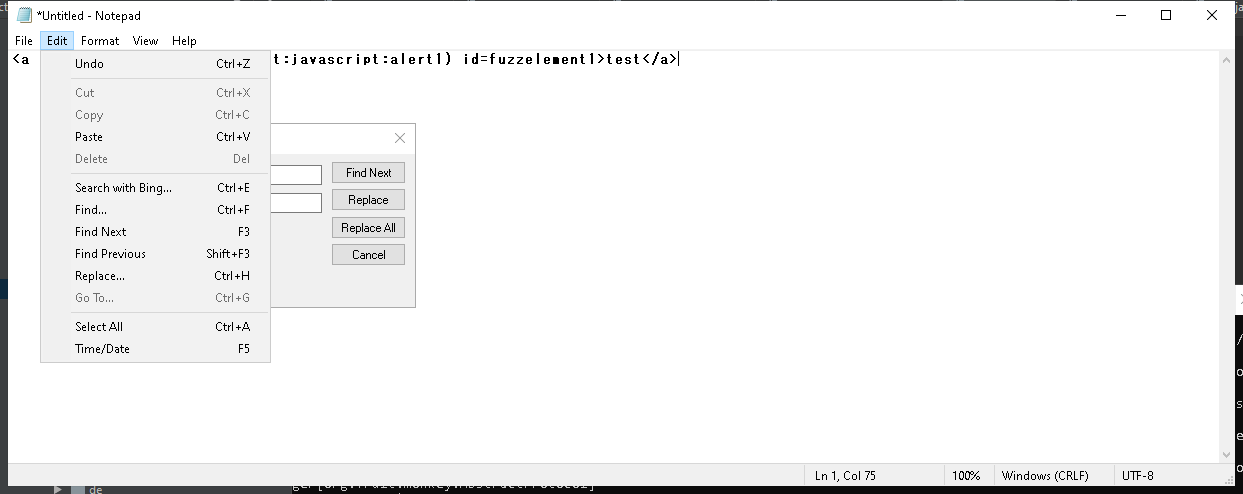 *Untitled - Notepad
File Edit Format View Help
<a t:javascript:alert1) id=fuzzelement1>test</a>
Undo Ctrl+Z
Cut Ctrl+X
Copy Ctrl+C
Paste Ctrl+V
Delete Del
Search with Bing... Ctrl+E
Find... Ctrl+F
Find Next F3
Find Previous Shift+F3
Replace... Ctrl+H
Go To... Ctrl+G
Select All Ctrl+A
Time/Date F5
Find Next
Replace
Replace All
Cancel
Ln 1, Col 75 100% Windows (CRLF) UTF-8
de